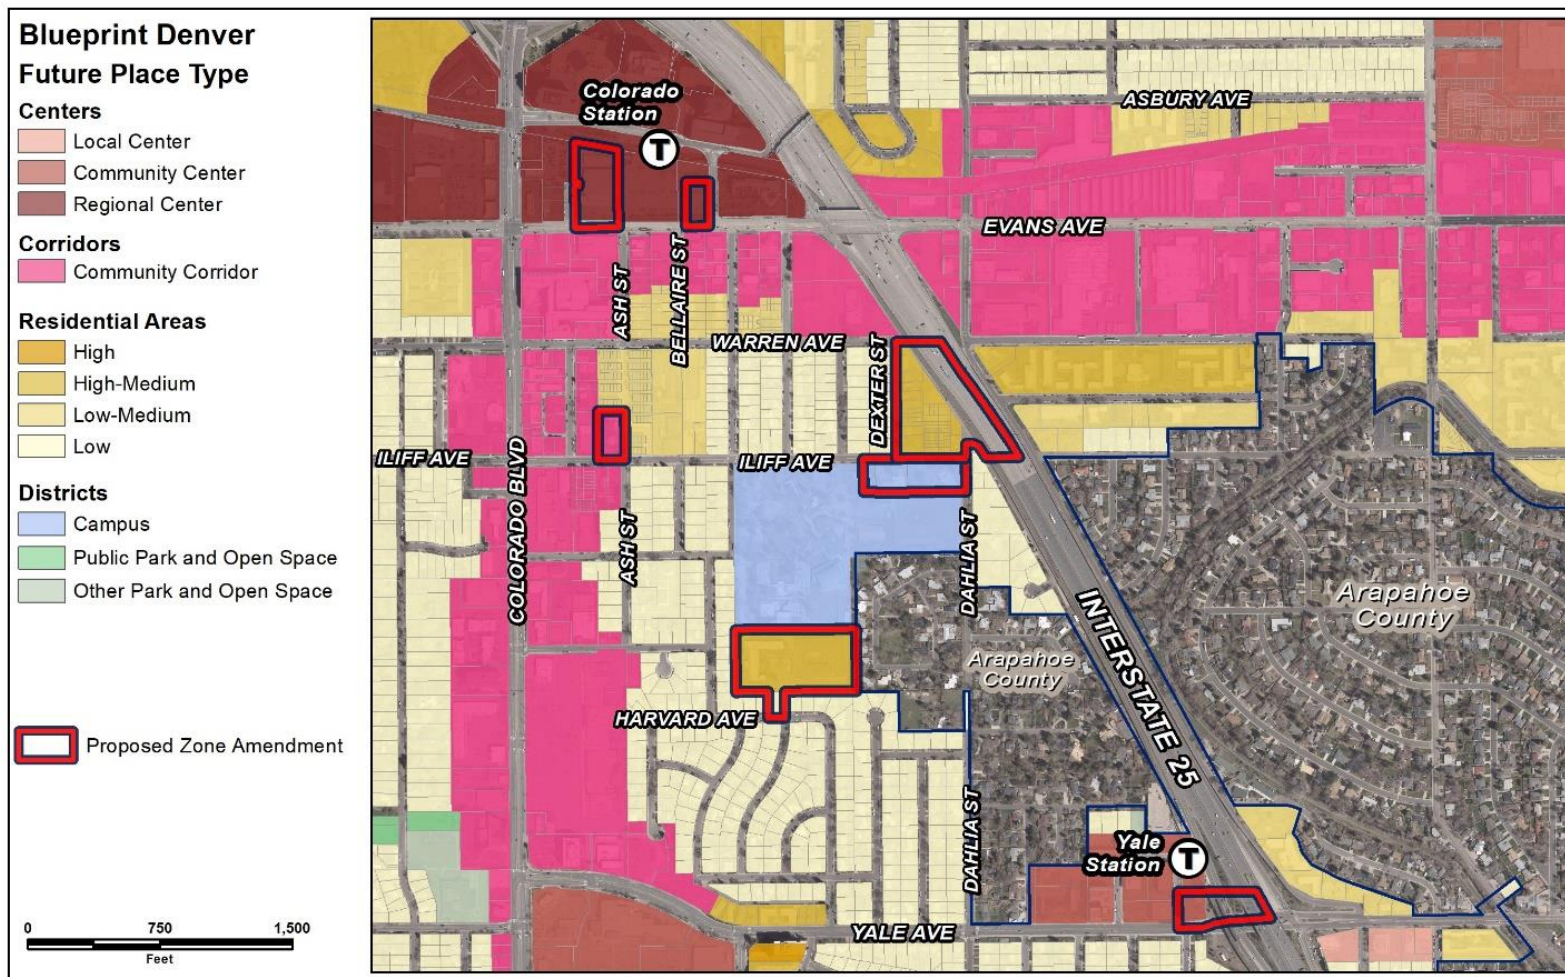 Blueprint Denver
Future Place Type
Centers
Local Center
Community Center
Regional Center
Corridors
Community Corridor
Residential Areas
High
High-Medium
Low-Medium
Low
Districts
Campus
Public Park and Open Space
Other Park and Open Space
Proposed Zone Amendment
0 750 1,500
Feet
Colorado
Station
T
ASBURY AVE
EVANS AVE
ASH ST
BELLAIRE ST
WARREN AVE
DEXTER ST
ILIFF AVE
COLORADO BLVD
ILIFF AVE
ASH ST
DAHLIA ST
INTERSTATE 25
Arapahoe
County
Arapahoe
County
HARVARD AVE
DAHLIA ST
Yale
Station
T
YALE AVE